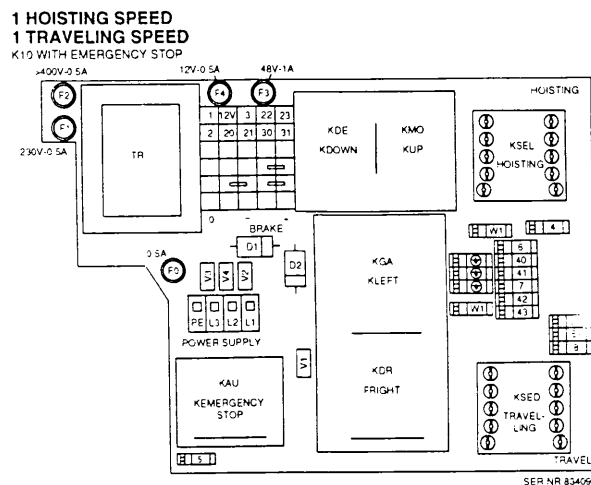 1 HOISTING SPEED
1 TRAVELING SPEED
K10 WITH EMERGENCY STOP
>400V-0 5A
12V-0 5A
48V-1A
F2
F4
F3
HOISTING
F1
230V-0 5A
TR
1 12V 3 22 23
2 20 21 30 31
KDE
KDOWN
KMO
KUP
KSEL
HOISTING
0 - -
BRAKE
D1
D2
0 5A
F0
V3 V4 V2
PE L3 L2 L1
POWER SUPPLY
V1
KGA
KLEFT
KDR
FRIGHT
W1
4
6
40
41
7
42
43
W1
8
KAU
KEMERGENCY
STOP
5
KSED
TRAVEL-
LING
TRAVEL
SER NR 83409